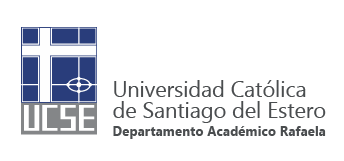 UCSE
Universidad Católica
de Santiago del Estero
Departamento Académico Rafaela